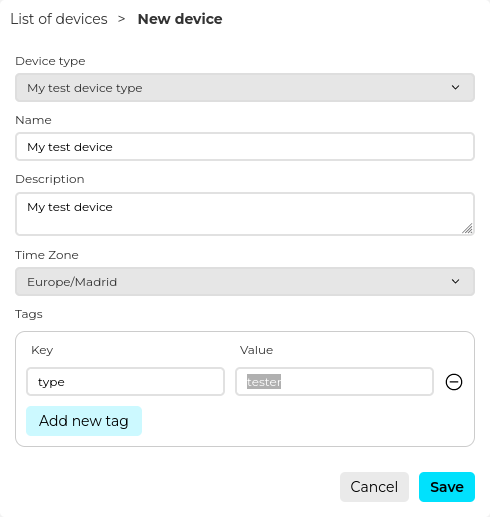 List of devices > New device
Device type
My test device type
Name
My test device
Description
My test device
Time Zone
Europe/Madrid
Tags
Key Value
type tester
Add new tag
Cancel Save